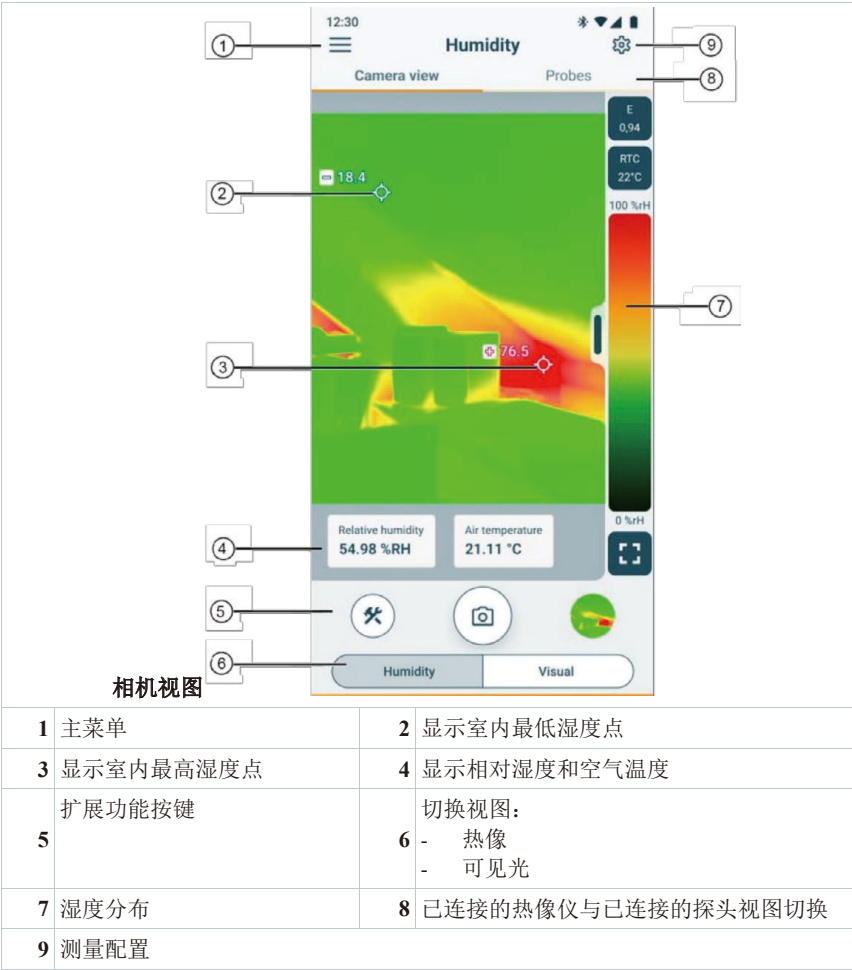 12:30
① Humidity ⑨
Camera view Probes ⑧
E
0,94
RTC
22°C
18.4
② 100 %rH
⑦
76.5
③
Relative humidity Air temperature 0 %rH
④ 54.98 %RH 21.11 °C
⑤
⑥ Humidity Visual
相机视图
1 主菜单 2 显示室内最低湿度点
3 显示室内最高湿度点 4 显示相对湿度和空气温度
5 扩展功能按键 6 切换视图：
- 热像
- 可见光
7 湿度分布 8 已连接的热像仪与已连接的探头视图切换
9 测量配置